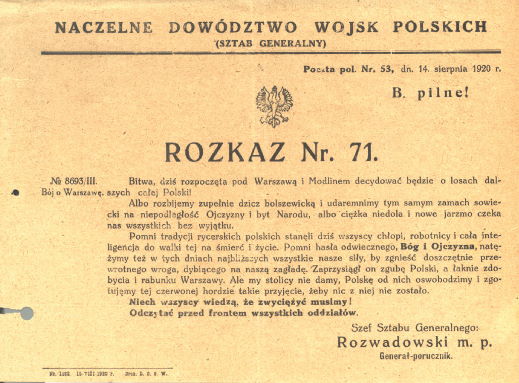 NACZELNE DOWÓDZTWO WOJSK POLSKICH
(SZTAB GENERALNY)
Poczta pol. Nr. 53, dn. 14. sierpnia 1920 r.
B. pilne!
ROZKAZ Nr. 71.
№ 8693/III. Bitwa, dziś rozpoczęta pod Warszawą i Modlinem decydować będzie o losach dal-
Bój o Warszawę. szych całej Polski!
Albo rozbijemy zupełnie dzicz bolszewicką i udaremnimy tym samym zamach sowie-
cki na niepodległość Ojczyzny i byt Narodu, albo ciężka niedola i nowe jarzmo czeka
nas wszystkich bez wyjątku.
Pomni tradycji rycerskich polskich stanęli dziś wszyscy chłopi, robotnicy i cała inte-
ligencja do walki tej na śmierć i życie. Pomni hasła odwiecznego, Bóg i Ojczyzna, natę-
żymy też w tych dniach najbliższych wszystkie nasze siły, by zgnieść doszczętnie prze-
wrotnego wroga, dybiącego na naszą zagładę. Zaprzysiągł on zgubę Polski, a łaknie zdo-
bycia i rabunku Warszawy. Ale my stolicy nie damy, Polskę od nich oswobodzimy i zgo-
tujemy tej czerwonej hordzie takie przyjęcie, żeby nic z niej nie zostało.
Niech wszyscy wiedzą, że zwyciężyć musimy!
Odczytać przed frontem wszystkich oddziałów.
Szef Sztabu Generalnego:
Rozwadowski m. p.
Generał-porucznik.